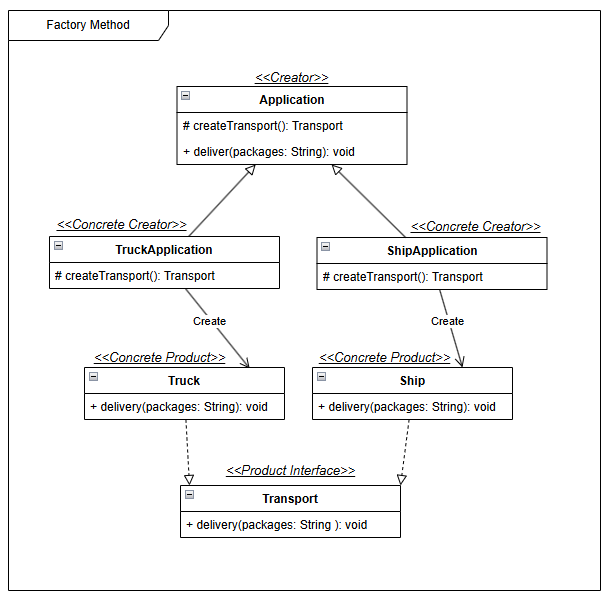 Factory Method
<<Creator>>
Application
# createTransport(): Transport
+ deliver(packages: String): void
<<Concrete Creator>>
TruckApplication
# createTransport(): Transport
<<Concrete Creator>>
ShipApplication
# createTransport(): Transport
Create
Create
<<Concrete Product>>
Truck
+ delivery(packages: String): void
<<Concrete Product>>
Ship
+ delivery(packages: String): void
<<Product Interface>>
Transport
+ delivery(packages: String ): void